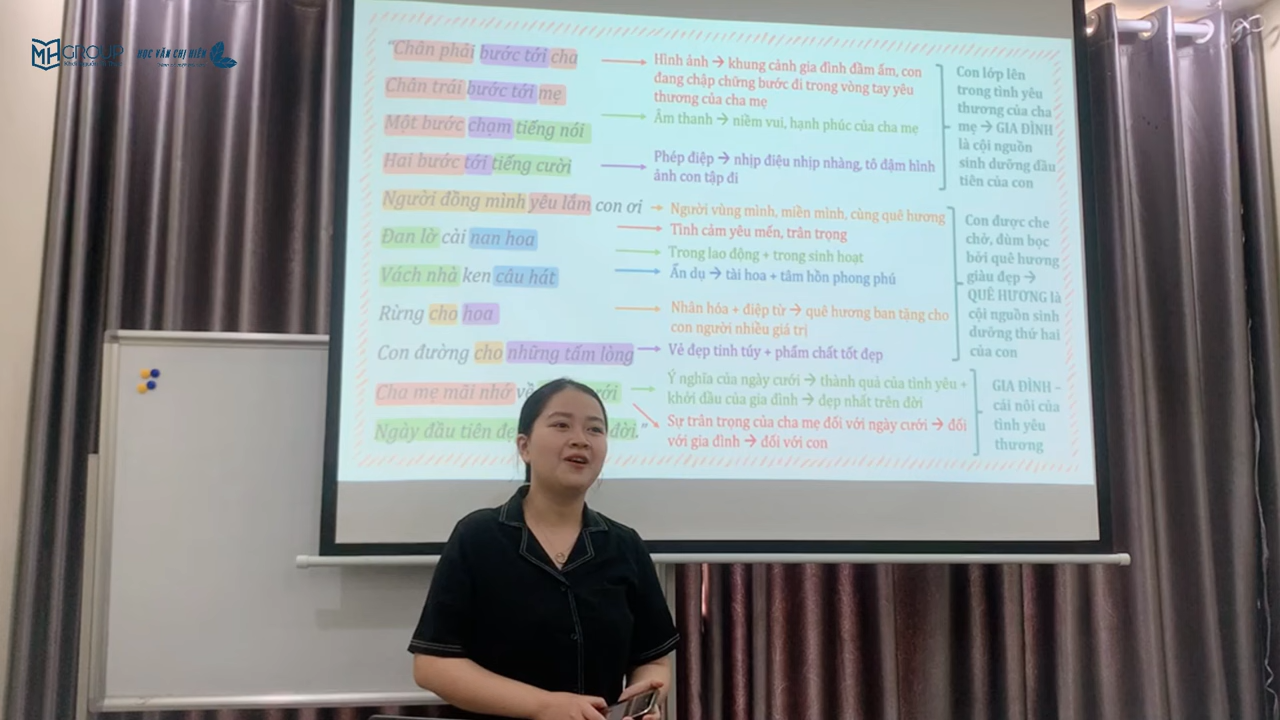 MH GROUP
HỌC VĂN CHỊ HIÊN
"Chân phải bước tới cha
Chân trái bước tới mẹ
Một bước chạm tiếng nói
Hai bước tới tiếng cười
Người đồng mình yêu lắm con ơi
Đan lờ cài nan hoa
Vách nhà ken câu hát
Rừng cho hoa
Con đường cho những tấm lòng
Cha mẹ mãi nhớ về
Ngày đầu tiên đẹ đời."
Hình ảnh → khung cảnh gia đình đầm ấm, con
đang chập chững bước đi trong vòng tay yêu
thương của cha mẹ
Âm thanh → niềm vui, hạnh phúc của cha mẹ
Phép điệp → nhịp điệu nhịp nhàng, tô đậm hình
ảnh con tập đi
Người vùng mình, miền mình, cùng quê hương
Tình cảm yêu mến, trân trọng
Trong lao động + trong sinh hoạt
Ẩn dụ → tài hoa + tâm hồn phong phú
Nhân hóa + điệp từ → quê hương ban tặng cho
con người nhiều giá trị
Vẻ đẹp tinh túy + phẩm chất tốt đẹp
Ý nghĩa của ngày cưới → thành quả của tình yêu +
khởi đầu của gia đình → đẹp nhất trên đời
Sự trân trọng của cha mẹ đối với ngày cưới → đối
với gia đình → đối với con
Con lớp lên
trong tình yêu
thương của cha
mẹ → GIA ĐÌNH
là cội nguồn
sinh dưỡng đầu
tiên của con
Con được che
chở, đùm bọc
bởi quê hương
giàu đẹp →
QUÊ HƯƠNG là
cội nguồn sinh
dưỡng thứ hai
của con
GIA ĐÌNH –
cái nôi của
tình yêu
thương